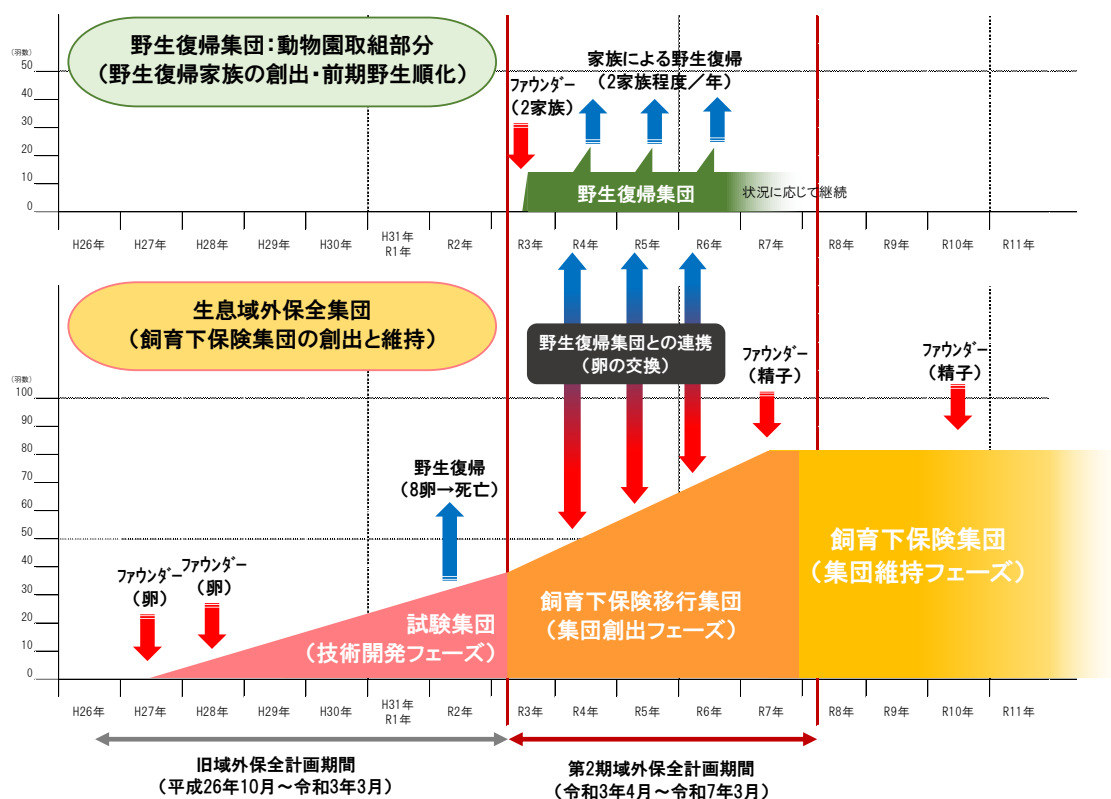 野生復帰集団：動物園取組部分
（野生復帰家族の創出・前期野生順化）
（羽数）
50
40
30
20
10
0
ファウンダー
（2家族）
家族による野生復帰
（2家族程度／年）
野生復帰集団
状況に応じて継続
H26年
H27年
H28年
H29年
H30年
H31年
R1年
R2年
R3年
R4年
R5年
R6年
R7年
R8年
R9年
R10年
R11年
生息域外保全集団
（飼育下保険集団の創出と維持）
（羽数）
100
90
80
70
60
50
40
30
20
10
0
野生復帰集団との連携
（卵の交換）
ファウンダー
（精子）
ファウンダー
（精子）
野生復帰
（8卵→死亡）
ファウンダー
（卵）
ファウンダー
（卵）
試験集団
（技術開発フェーズ）
飼育下保険移行集団
（集団創出フェーズ）
飼育下保険集団
（集団維持フェーズ）
H26年
H27年
H28年
H29年
H30年
H31年
R1年
R2年
R3年
R4年
R5年
R6年
R7年
R8年
R9年
R10年
R11年
旧域外保全計画期間
（平成26年10月～令和3年3月）
第2期域外保全計画期間
（令和3年4月～令和7年3月）